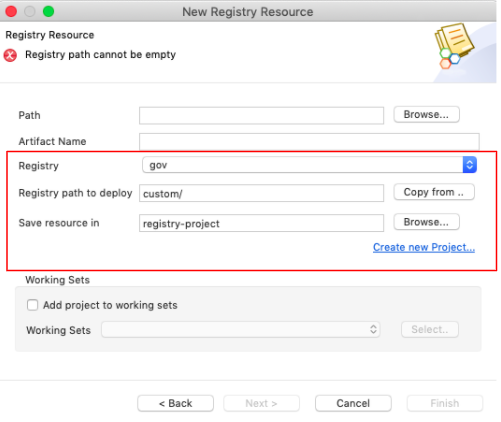 New Registry Resource
Registry Resource
Registry path cannot be empty
Path Browse...
Artifact Name
Registry gov
Registry path to deploy custom/ Copy from ..
Save resource in registry-project Browse...
Create new Project...
Working Sets
Add project to working sets
Working Sets Select..
< Back Next > Cancel Finish